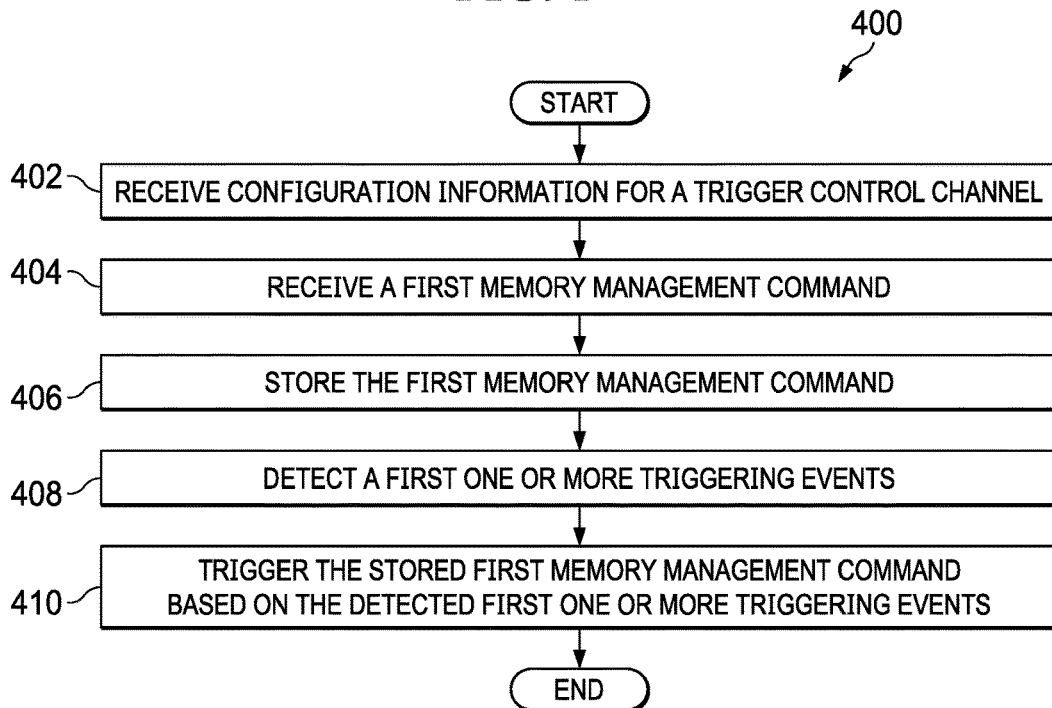 400
START
402
RECEIVE CONFIGURATION INFORMATION FOR A TRIGGER CONTROL CHANNEL
404
RECEIVE A FIRST MEMORY MANAGEMENT COMMAND
406
STORE THE FIRST MEMORY MANAGEMENT COMMAND
408
DETECT A FIRST ONE OR MORE TRIGGERING EVENTS
410
TRIGGER THE STORED FIRST MEMORY MANAGEMENT COMMAND
BASED ON THE DETECTED FIRST ONE OR MORE TRIGGERING EVENTS
END